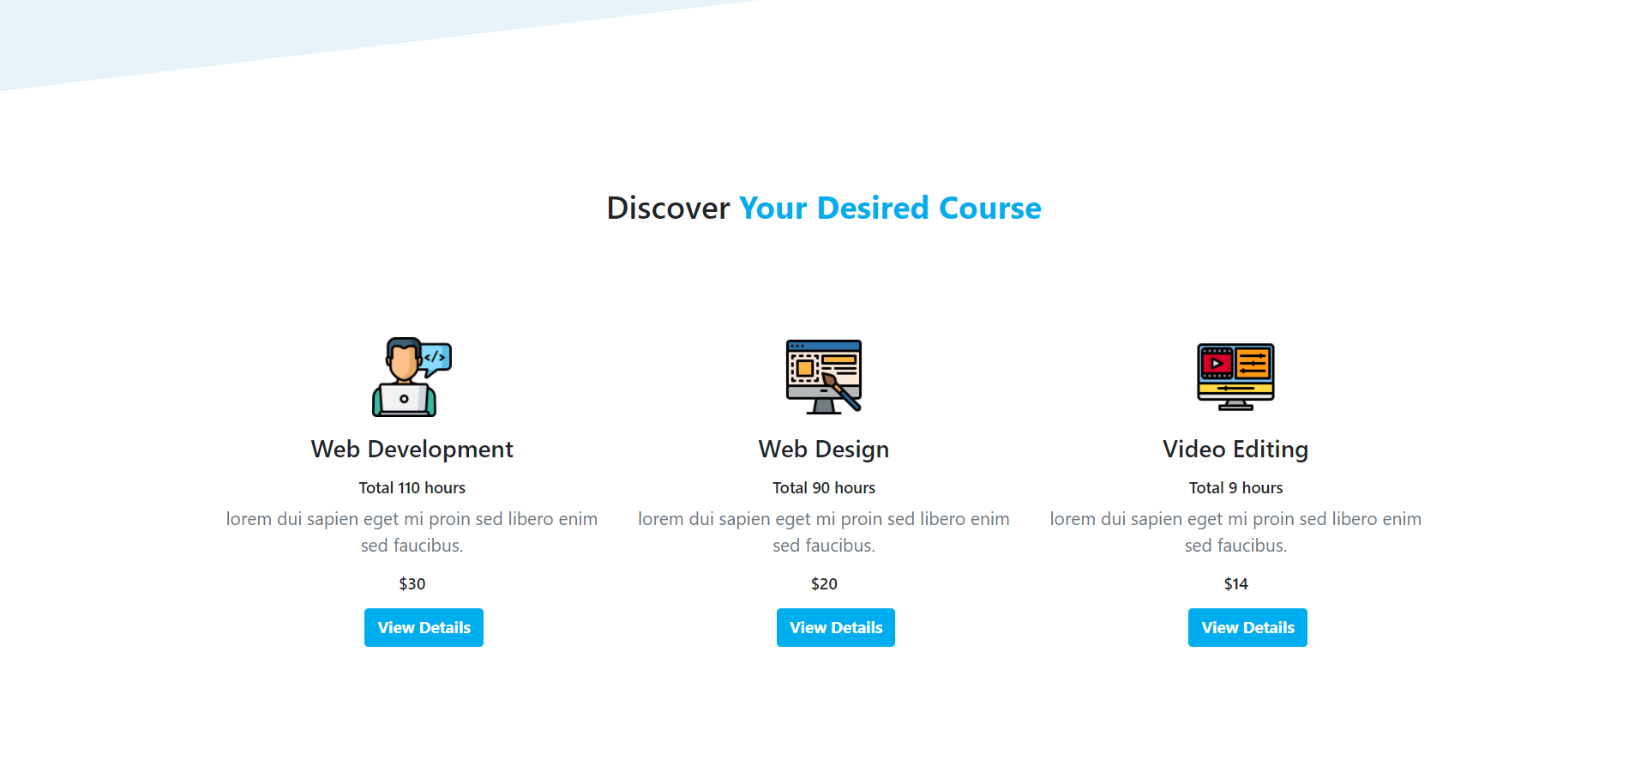 Discover Your Desired Course
</>
Web Development
Total 110 hours
lorem dui sapien eget mi proin sed libero enim
sed faucibus.
$30
View Details
Web Design
Total 90 hours
lorem dui sapien eget mi proin sed libero enim
sed faucibus.
$20
View Details
Video Editing
Total 9 hours
lorem dui sapien eget mi proin sed libero enim
sed faucibus.
$14
View Details